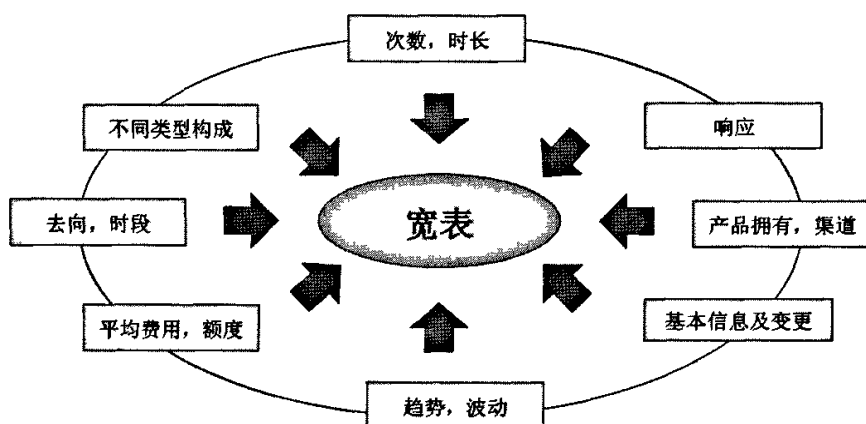 次数，时长
不同类型构成
响应
宽表
去向，时段
产品拥有，渠道
平均费用，额度
基本信息及变更
趋势，波动